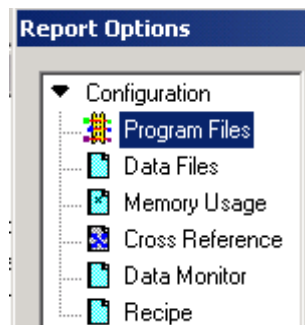 Report Options
Configuration
Program Files
Data Files
Memory Usage
Cross Reference
Data Monitor
Recipe